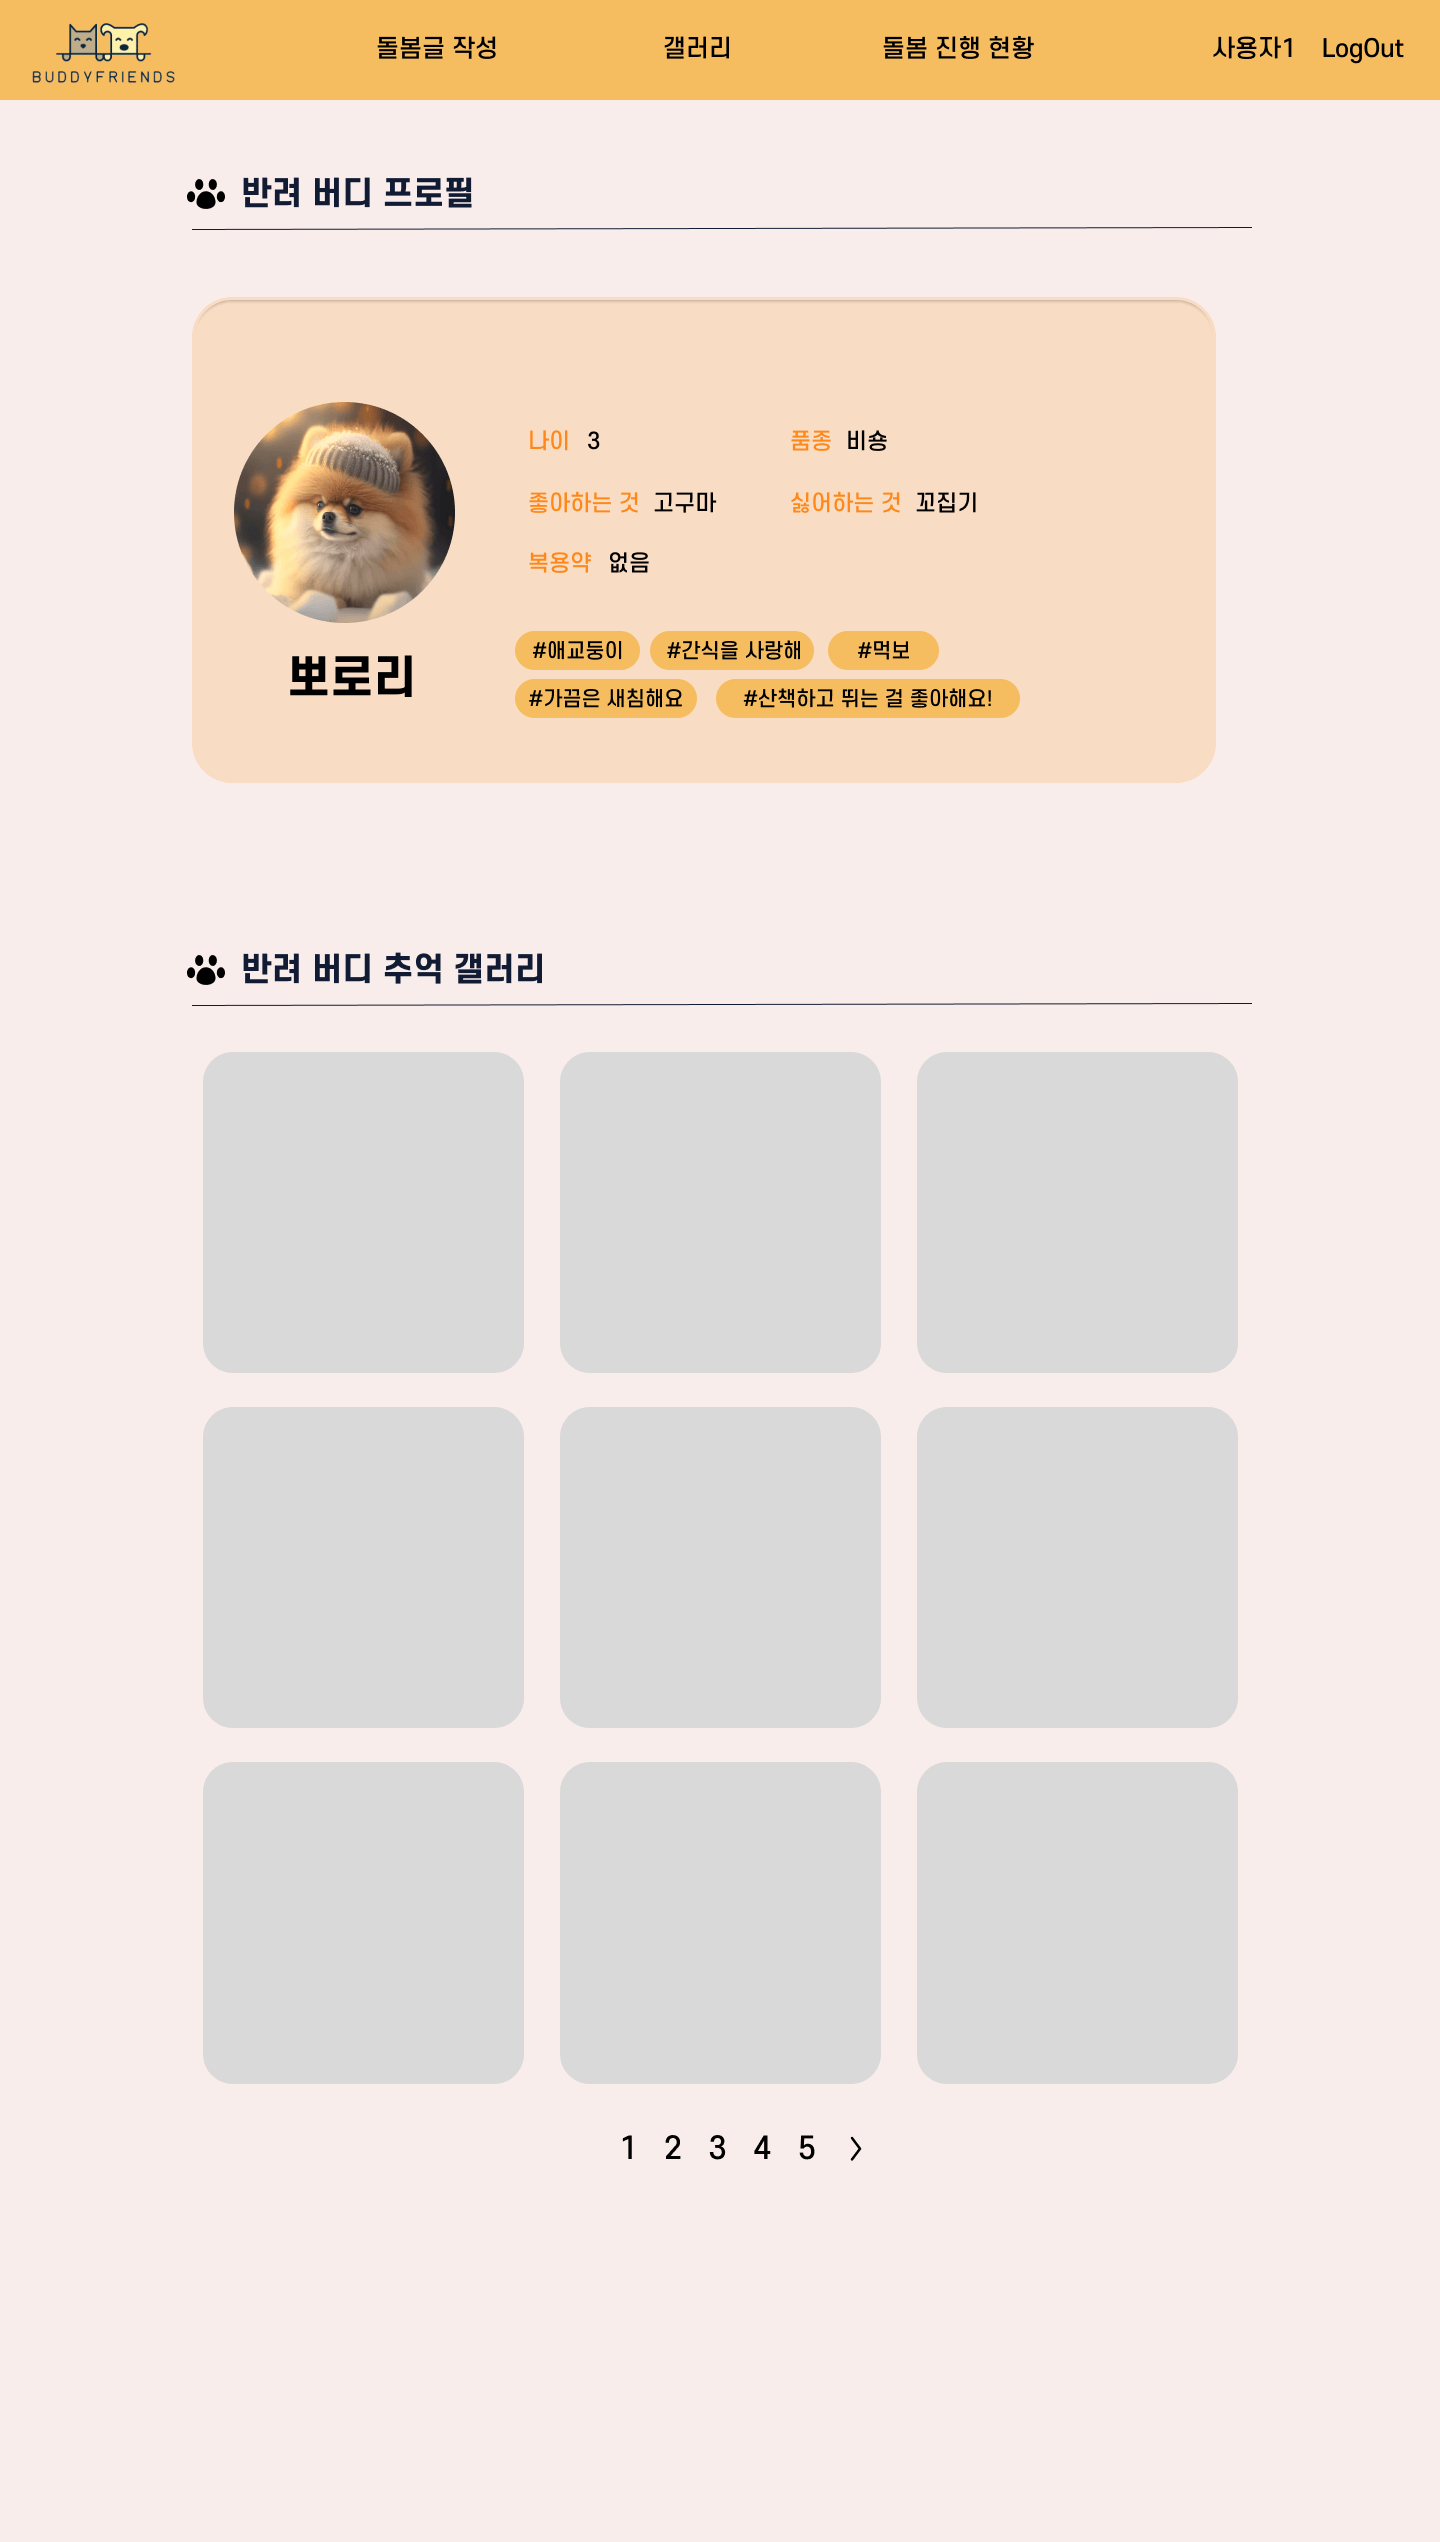 BUDDYFRIENDS
돌봄글 작성 갤러리 돌봄 진행 현황 사용자1 LogOut
반려 버디 프로필
나이 3 품종 비숑
좋아하는 것 고구마 싫어하는 것 꼬집기
복용약 없음
뽀로리
#애교둥이 #간식을 사랑해 #먹보
#가끔은 새침해요 #산책하고 뛰는 걸 좋아해요!
반려 버디 추억 갤러리
1 2 3 4 5 >